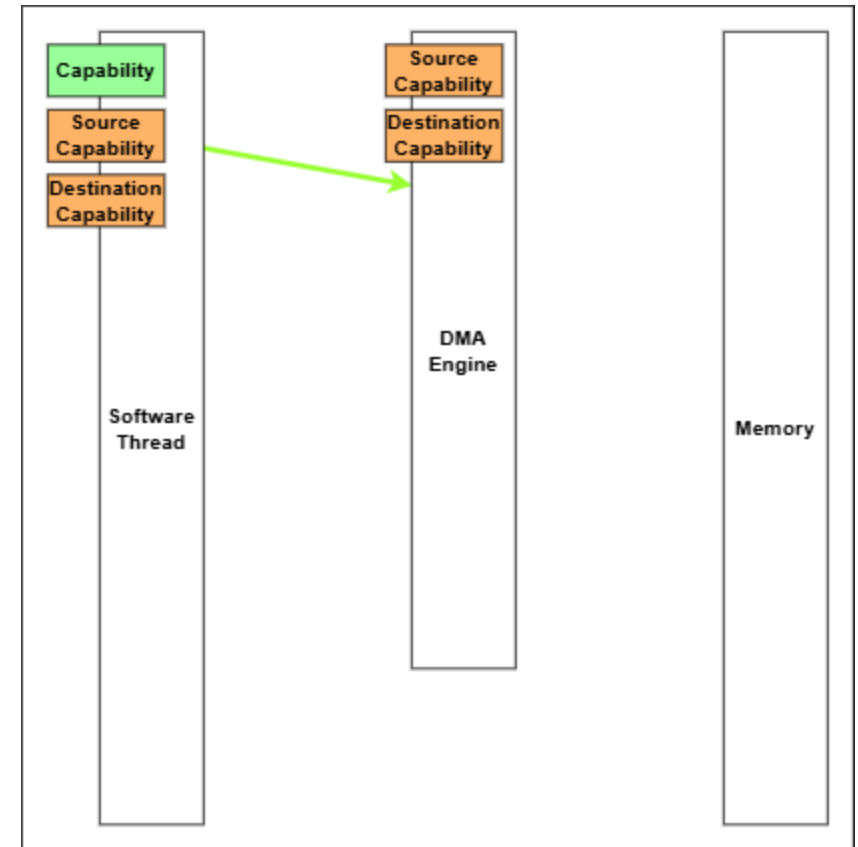 Capability
Source
Capability
Destination
Capability
Source
Capability
Destination
Capability
DMA
Engine
Software
Thread
Memory